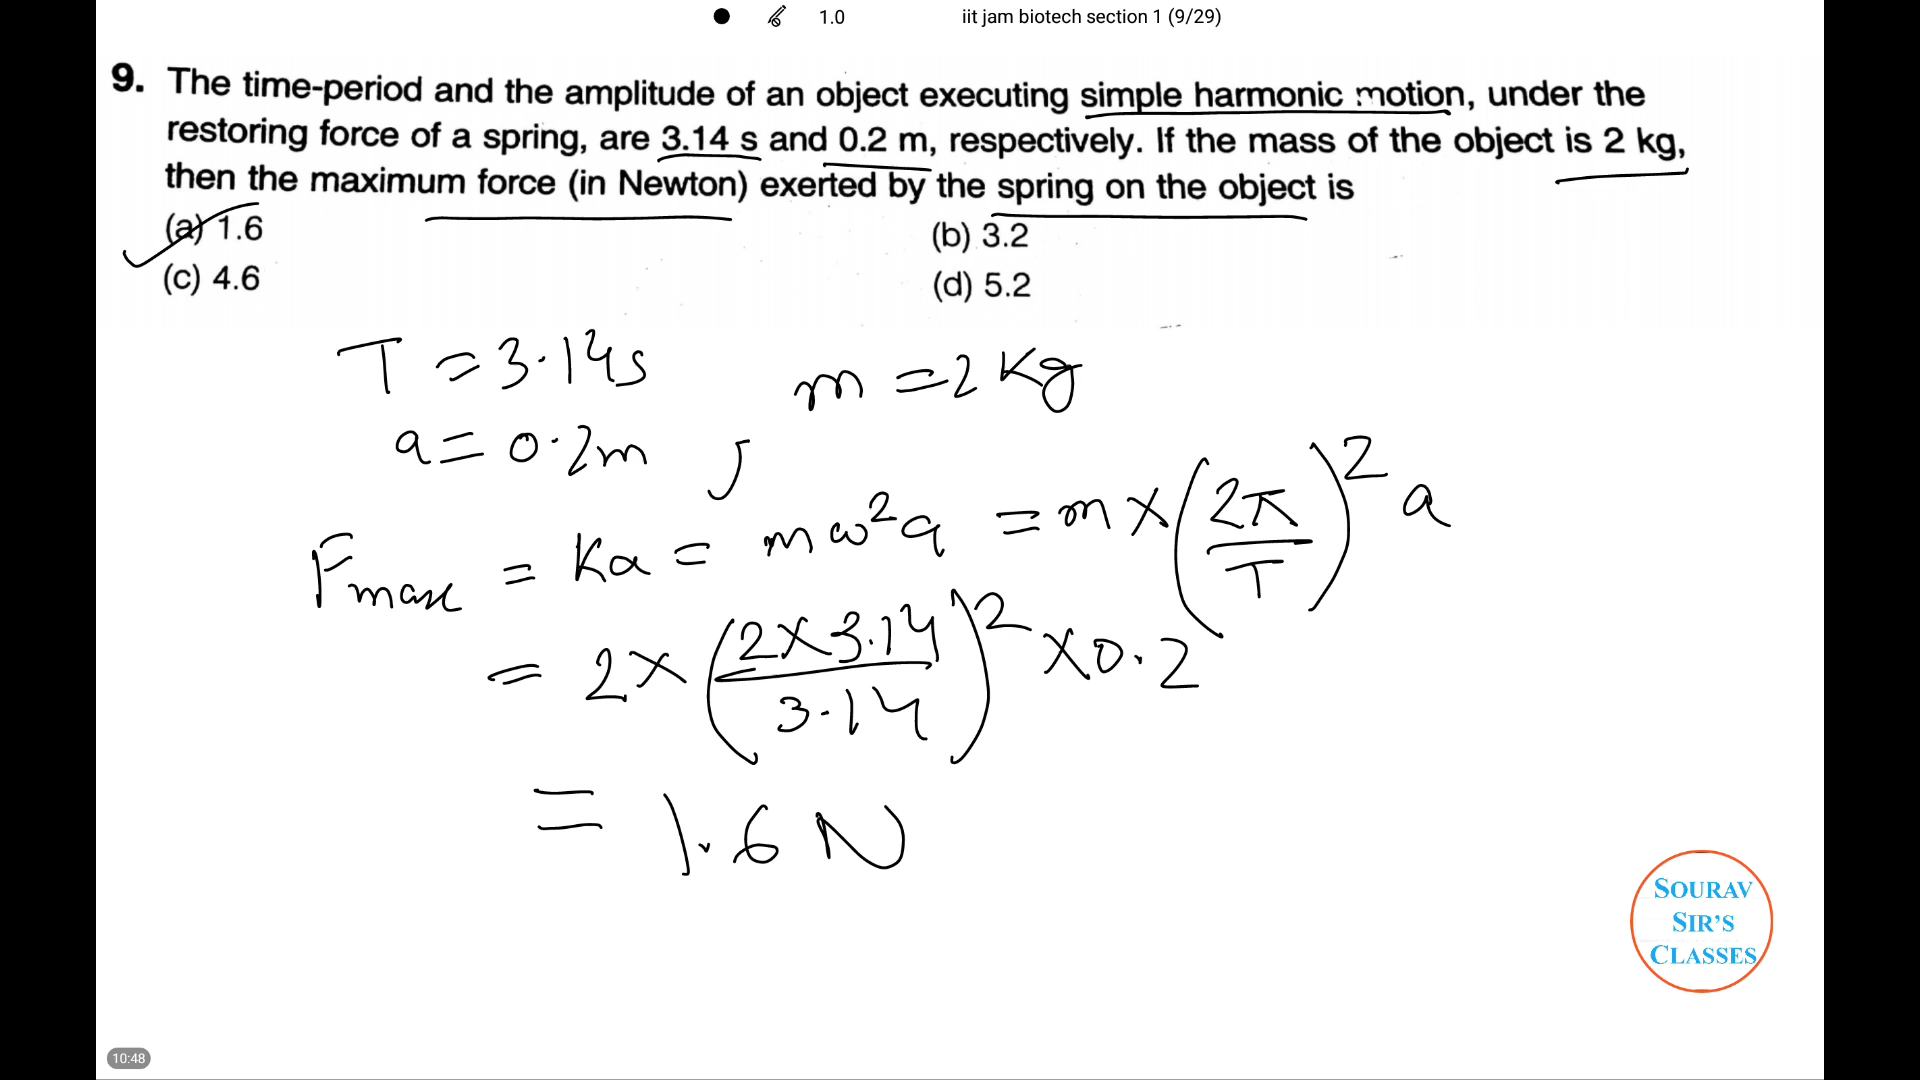 1.0 iit jam biotech section 1 (9/29)
9. The time-period and the amplitude of an object executing simple harmonic motion, under the
restoring force of a spring, are 3.14 s and 0.2 m, respectively. If the mass of the object is 2 kg,
then the maximum force (in Newton) exerted by the spring on the object is
(a) 1.6 (b) 3.2
(c) 4.6 (d) 5.2
T = 3.14s m = 2 Kg
a = 0.2m ;
Fmax = Ka = mω²a = m × (2π/T)² a
= 2 × (2 × 3.14 / 3.14)² × 0.2
= 1.6 N
SOURAV
SIR'S
CLASSES
10:48